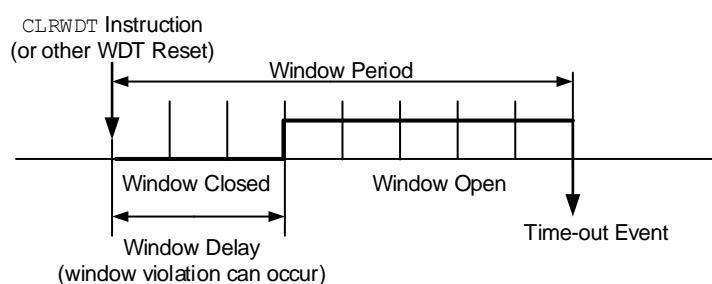 CLRWDT Instruction
(or other WDT Reset)
Window Period
Window Closed
Window Open
Window Delay
(window violation can occur)
Time-out Event